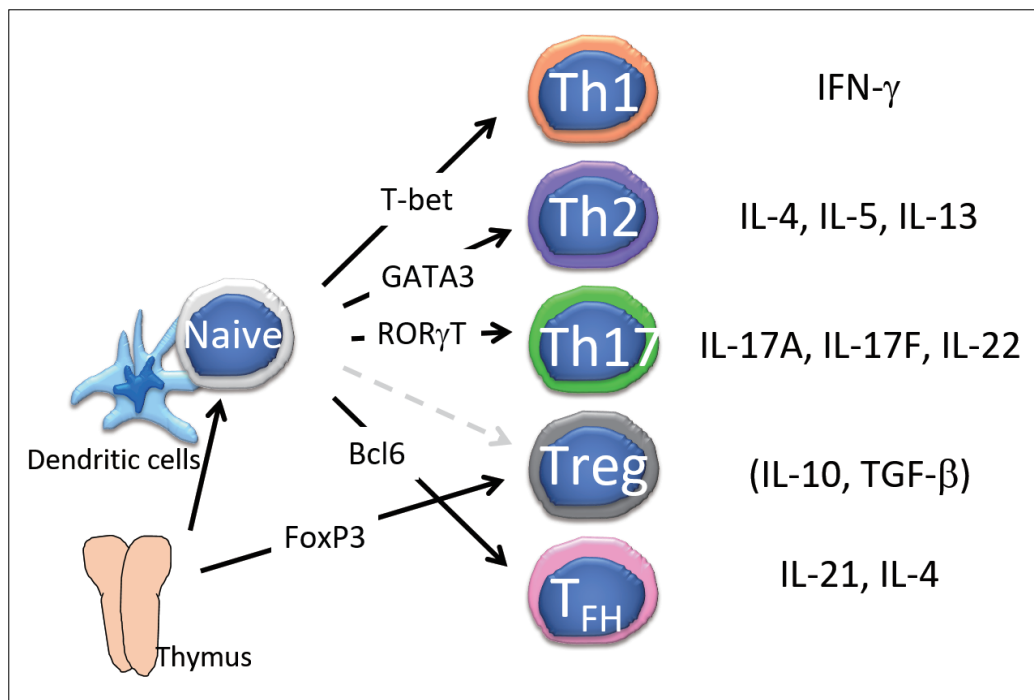 Th1
IFN-γ
T-bet
Th2
IL-4, IL-5, IL-13
GATA3
Naive
RORγT
Th17
IL-17A, IL-17F, IL-22
Dendritic cells
Bcl6
Treg
(IL-10, TGF-β)
FoxP3
TFH
IL-21, IL-4
Thymus